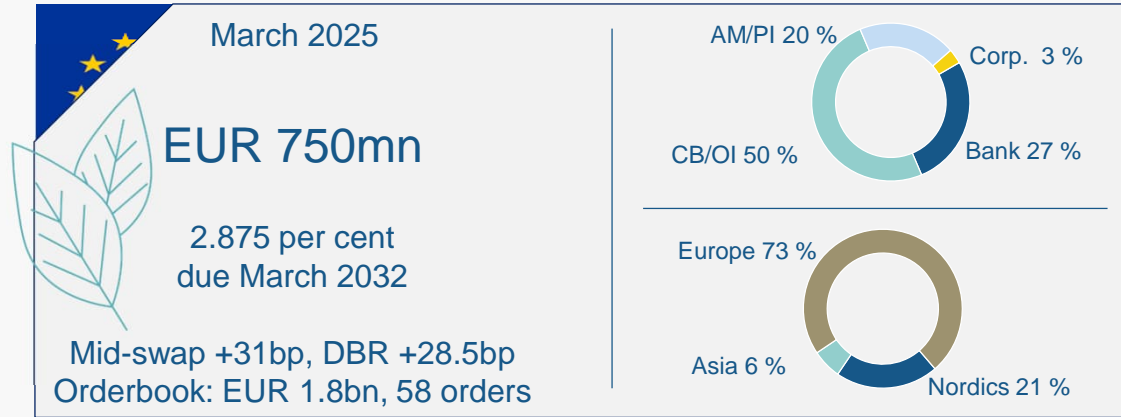 March 2025
EUR 750mn
2.875 per cent
due March 2032
Mid-swap +31bp, DBR +28.5bp
Orderbook: EUR 1.8bn, 58 orders
AM/PI 20 %
Corp. 3 %
CB/OI 50 %
Bank 27 %
Europe 73 %
Asia 6 %
Nordics 21 %